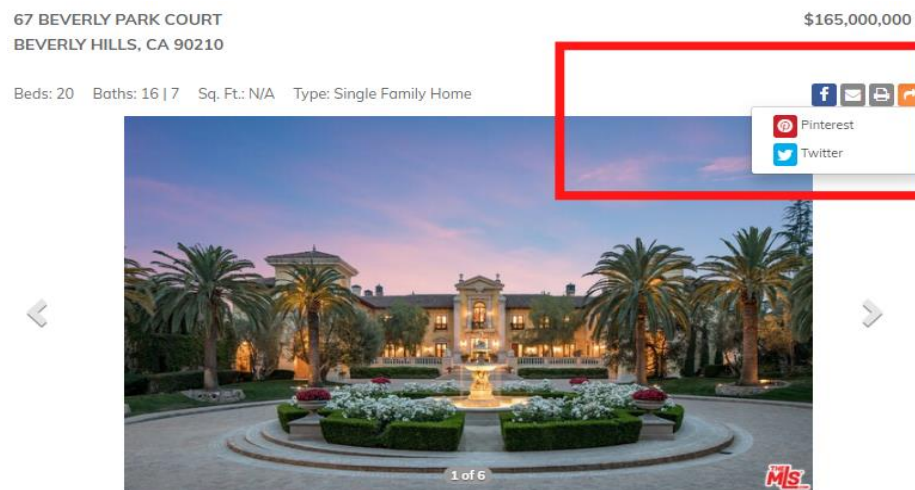 67 BEVERLY PARK COURT
$165,000,000
BEVERLY HILLS, CA 90210
Beds: 20 Baths: 16 | 7 Sq. Ft.: N/A Type: Single Family Home
Pinterest
Twitter
1 of 6
THE MLS